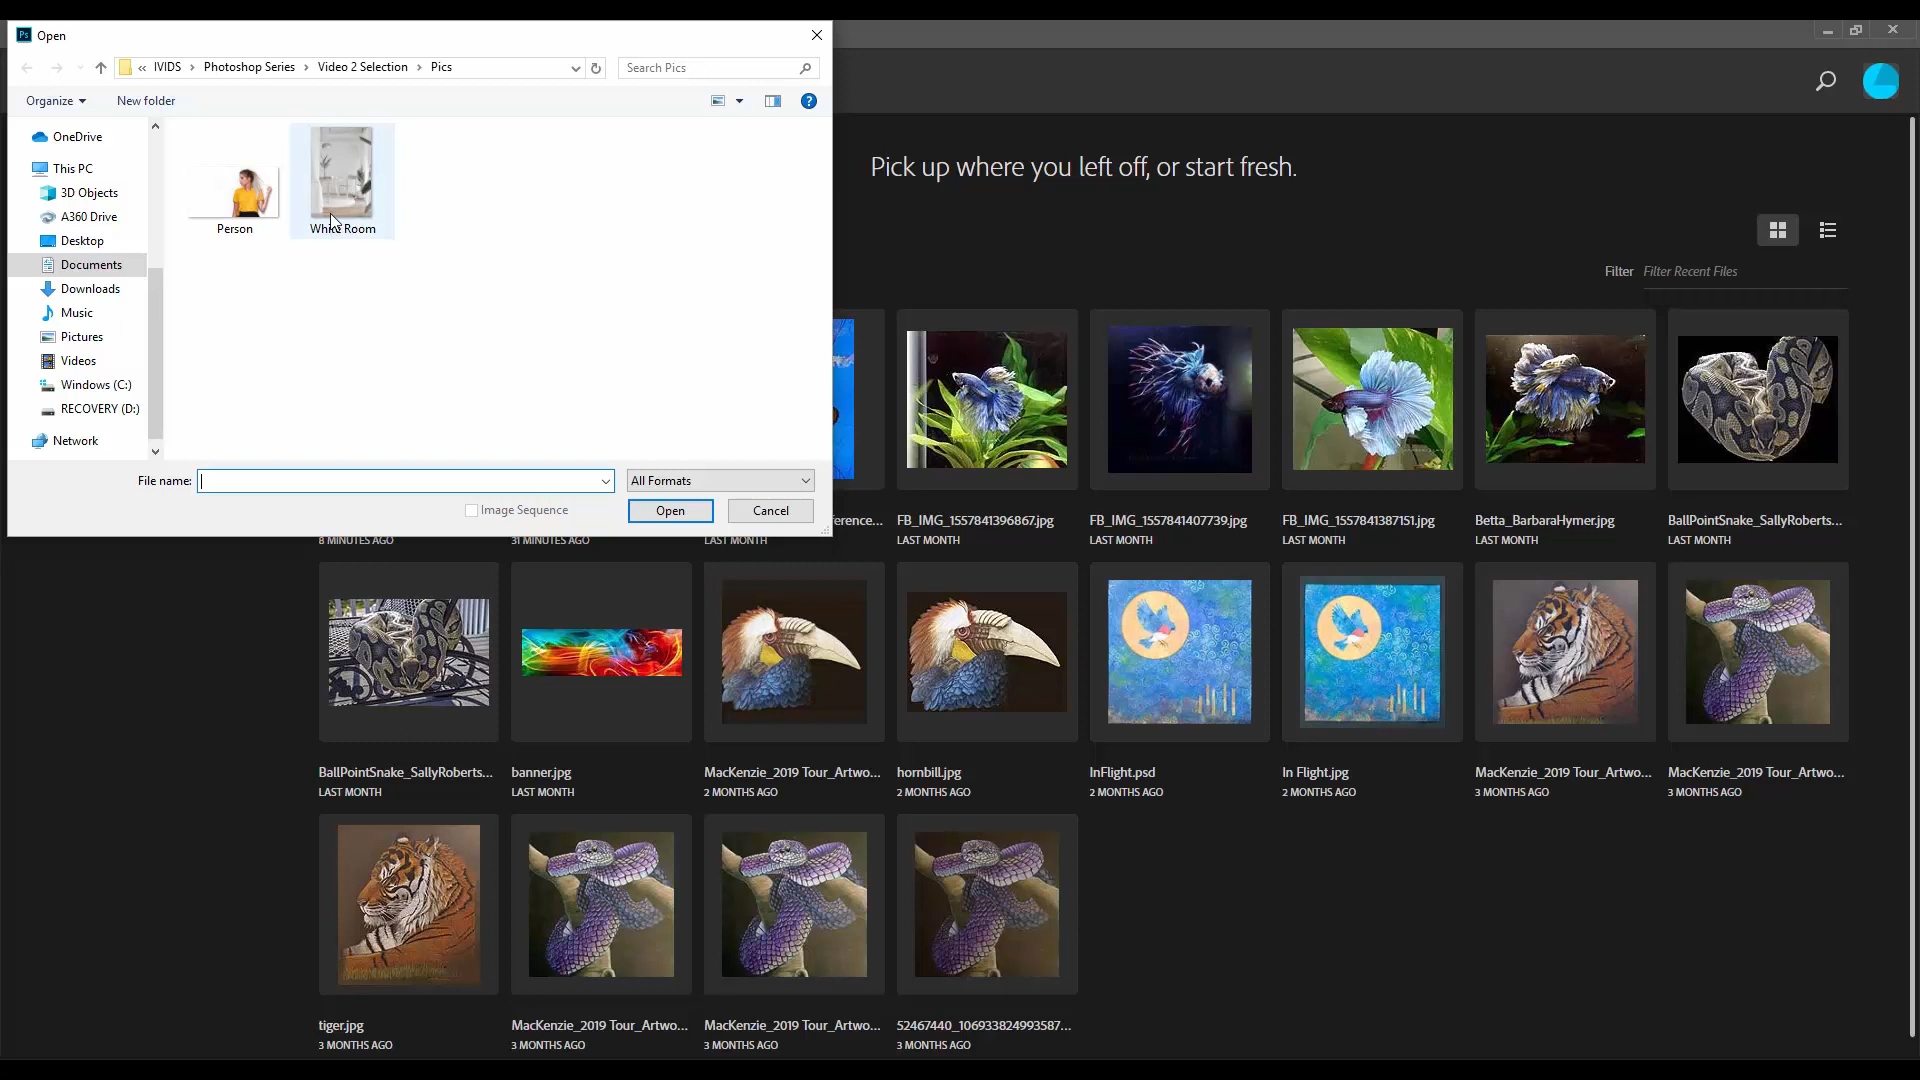 Ps Open
« IVIDS > Photoshop Series > Video 2 Selection > Pics
Search Pics
Organize
New folder
?
OneDrive
This PC
3D Objects
A360 Drive
Desktop
Documents
Downloads
Music
Pictures
Videos
Windows (C:)
RECOVERY (D:)
Network
Person
White Room
File name:
All Formats
Image Sequence
Open
Cancel
Pick up where you left off, or start fresh.
Filter Filter Recent Files
8 MINUTES AGO
31 MINUTES AGO
erence...
LAST MONTH
FB_IMG_1557841396867.jpg
LAST MONTH
FB_IMG_1557841407739.jpg
LAST MONTH
FB_IMG_1557841387151.jpg
LAST MONTH
Betta_BarbaraHymer.jpg
LAST MONTH
BallPointSnake_SallyRoberts...
LAST MONTH
BallPointSnake_SallyRoberts...
LAST MONTH
banner.jpg
LAST MONTH
MacKenzie_2019 Tour_Artwo...
2 MONTHS AGO
hornbill.jpg
2 MONTHS AGO
InFlight.psd
2 MONTHS AGO
In Flight.jpg
2 MONTHS AGO
MacKenzie_2019 Tour_Artwo...
3 MONTHS AGO
MacKenzie_2019 Tour_Artwo...
3 MONTHS AGO
tiger.jpg
3 MONTHS AGO
MacKenzie_2019 Tour_Artwo...
3 MONTHS AGO
MacKenzie_2019 Tour_Artwo...
3 MONTHS AGO
52467440_106933824993587...
3 MONTHS AGO